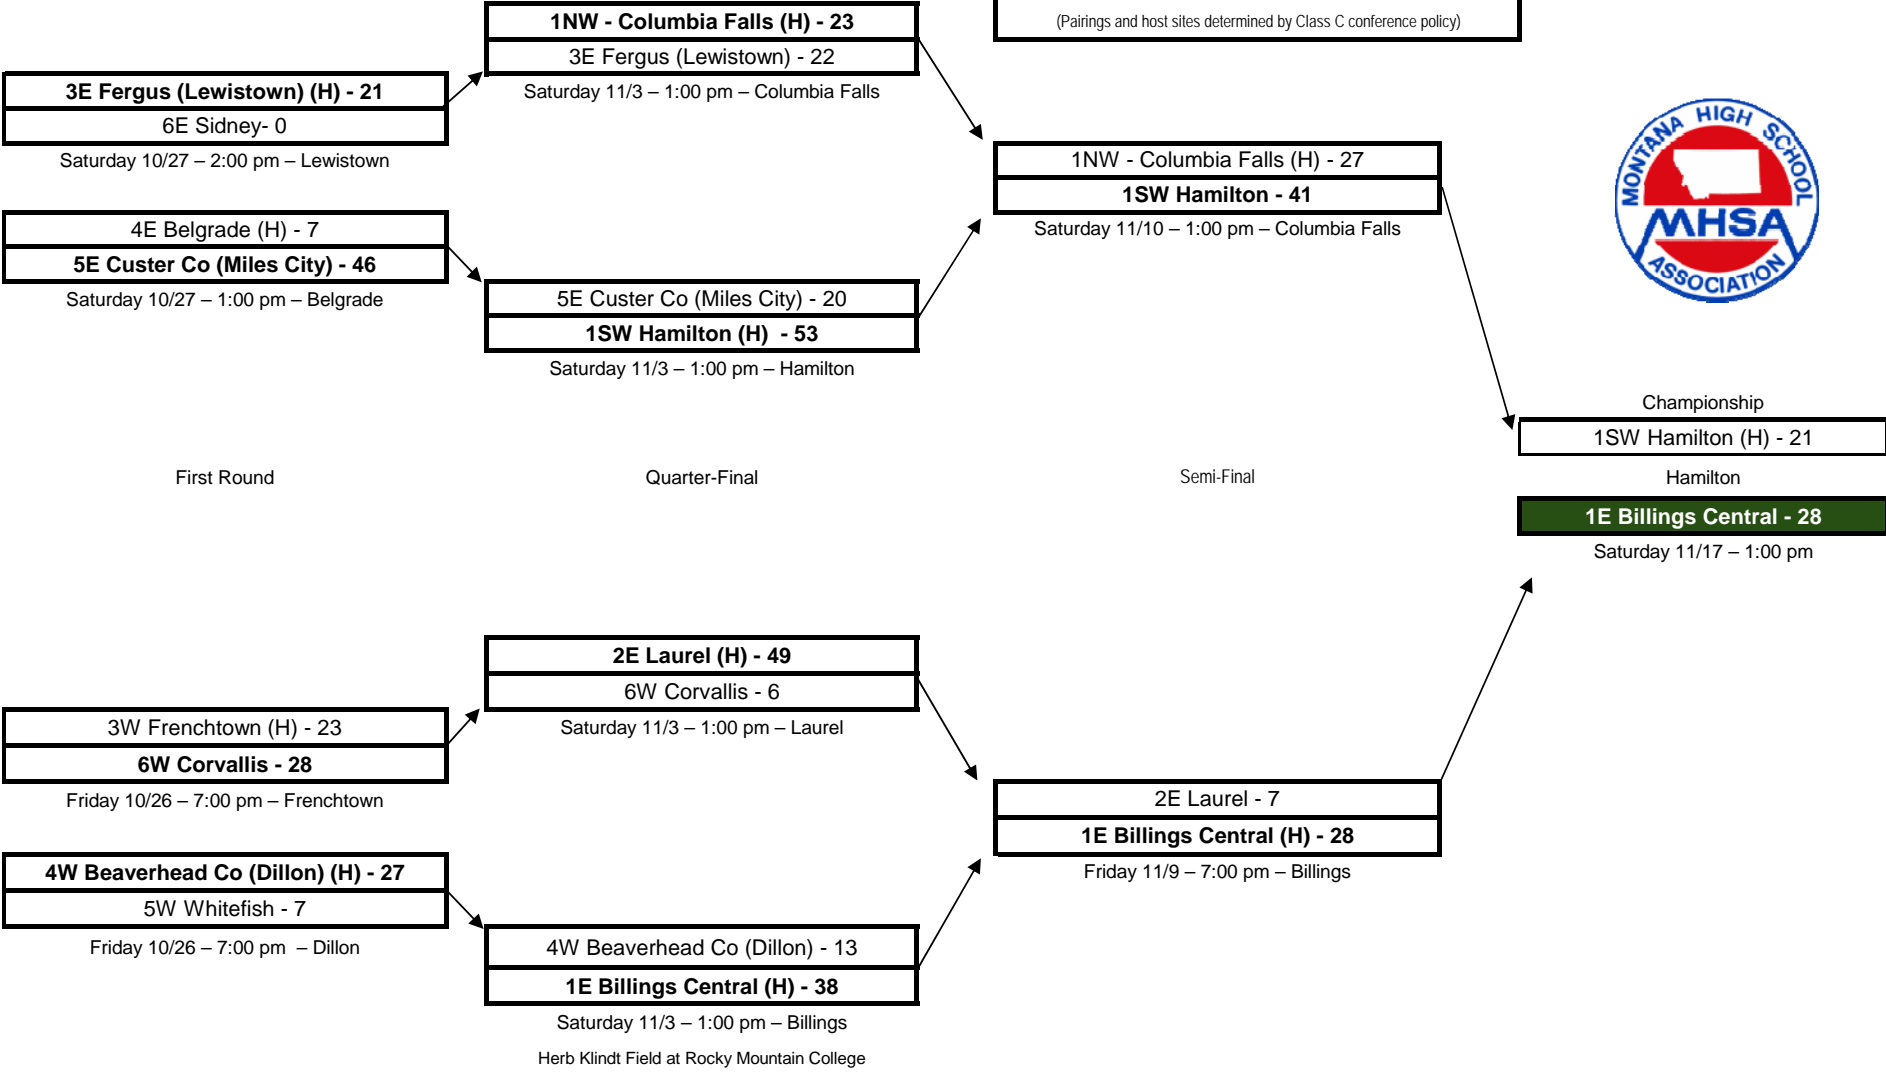 1NW - Columbia Falls (H) - 23
3E Fergus (Lewistown) - 22
Saturday 11/3 – 1:00 pm – Columbia Falls
(Pairings and host sites determined by Class C conference policy)
3E Fergus (Lewistown) (H) - 21
6E Sidney- 0
Saturday 10/27 – 2:00 pm – Lewistown
4E Belgrade (H) - 7
5E Custer Co (Miles City) - 46
Saturday 10/27 – 1:00 pm – Belgrade
5E Custer Co (Miles City) - 20
1SW Hamilton (H)  - 53
Saturday 11/3 – 1:00 pm – Hamilton
1NW - Columbia Falls (H) - 27
1SW Hamilton - 41
Saturday 11/10 – 1:00 pm – Columbia Falls
MONTANA HIGH SCHOOL
MHSA
ASSOCIATION
Championship
1SW Hamilton (H) - 21
First Round
Quarter-Final
Semi-Final
Hamilton
1E Billings Central - 28
Saturday 11/17 – 1:00 pm
2E Laurel (H) - 49
6W Corvallis - 6
Saturday 11/3 – 1:00 pm – Laurel
3W Frenchtown (H) - 23
6W Corvallis - 28
Friday 10/26 – 7:00 pm – Frenchtown
2E Laurel - 7
1E Billings Central (H) - 28
Friday 11/9 – 7:00 pm – Billings
4W Beaverhead Co (Dillon) (H) - 27
5W Whitefish - 7
Friday 10/26 – 7:00 pm  – Dillon
4W Beaverhead Co (Dillon) - 13
1E Billings Central (H) - 38
Saturday 11/3 – 1:00 pm – Billings
Herb Klindt Field at Rocky Mountain College